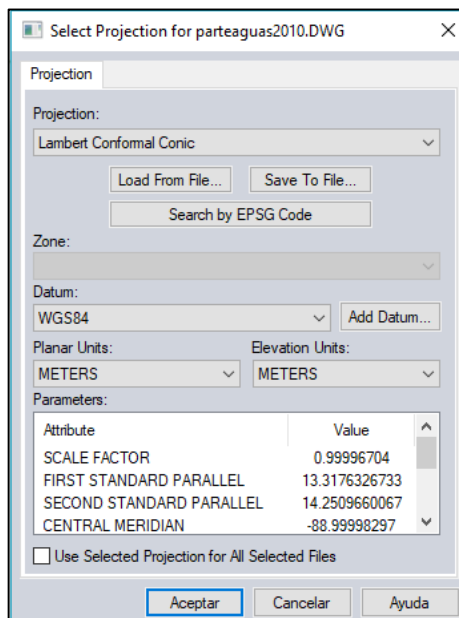 Select Projection for parteaguas2010.DWG
Projection
Projection:
Lambert Conformal Conic
Load From File... Save To File...
Search by EPSG Code
Zone:
Datum:
WGS84 Add Datum...
Planar Units: Elevation Units:
METERS METERS
Parameters:
Attribute Value
SCALE FACTOR 0.99996704
FIRST STANDARD PARALLEL 13.3176326733
SECOND STANDARD PARALLEL 14.2509660067
CENTRAL MERIDIAN -88.99998297
Use Selected Projection for All Selected Files
Aceptar Cancelar Ayuda